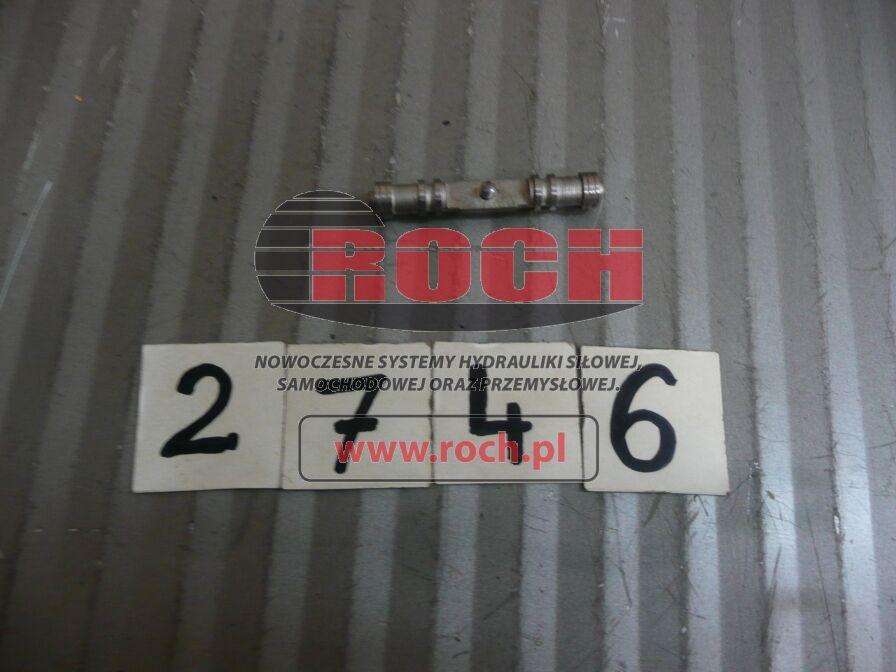 ROCH
NOWOCZESNE SYSTEMY HYDRAULIKI SIŁOWEJ,
SAMOCHODOWEJ ORAZ PRZEMYSŁOWEJ.
2 7 4 6
www.roch.pl